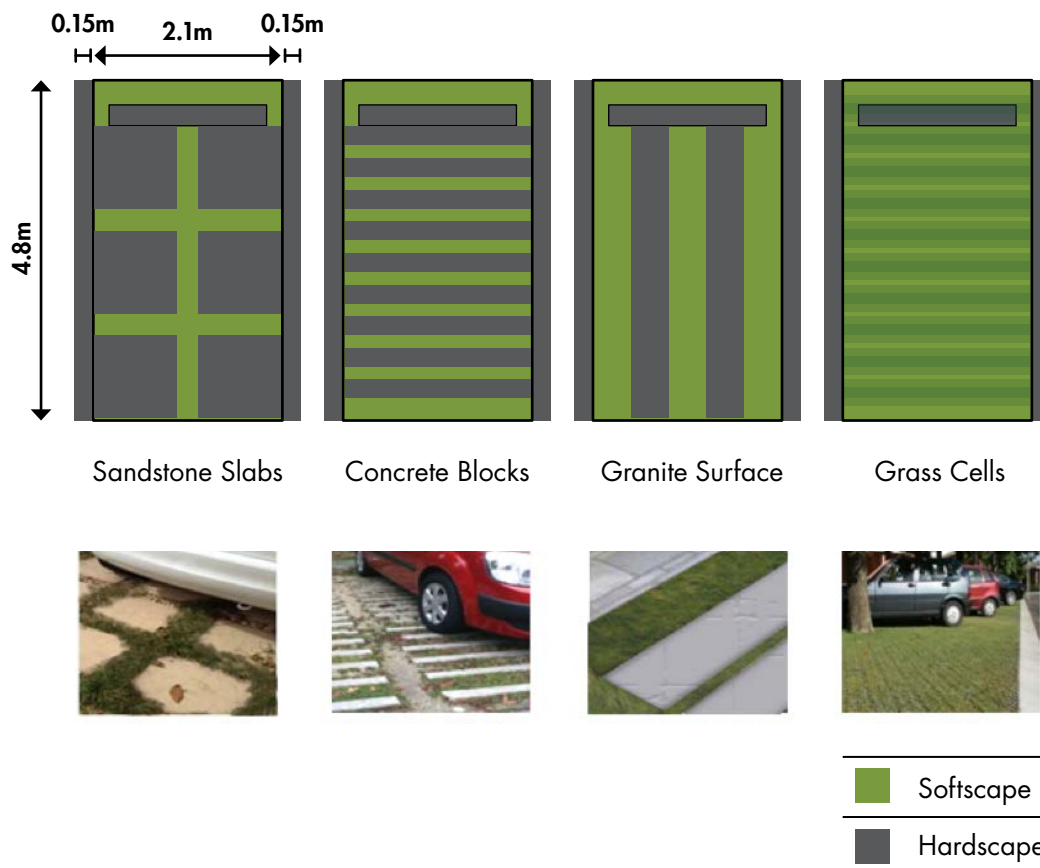 0.15m 2.1m 0.15m
4.8m
Sandstone Slabs Concrete Blocks Granite Surface Grass Cells
Softscape
Hardscape